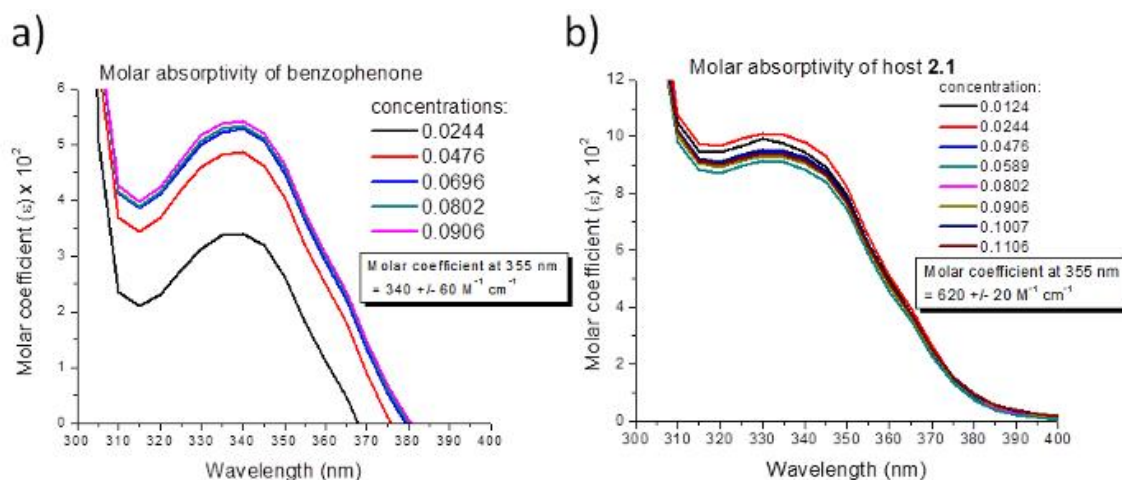 a)
Molar absorptivity of benzophenone
Molar coefficient (ε) x 10²
6
5
4
3
2
1
0
concentrations:
0.0244
0.0476
0.0696
0.0802
0.0906
Molar coefficient at 355 nm
= 340 +/- 60 M⁻¹ cm⁻¹
300 310 320 330 340 350 360 370 380 390 400
Wavelength (nm)
b)
Molar absorptivity of host 2.1
Molar coefficient (ε) x 10²
12
10
8
6
4
2
0
concentration:
0.0124
0.0244
0.0476
0.0589
0.0802
0.0906
0.1007
0.1106
Molar coefficient at 355 nm
= 620 +/- 20 M⁻¹ cm⁻¹
300 310 320 330 340 350 360 370 380 390 400
Wavelength (nm)